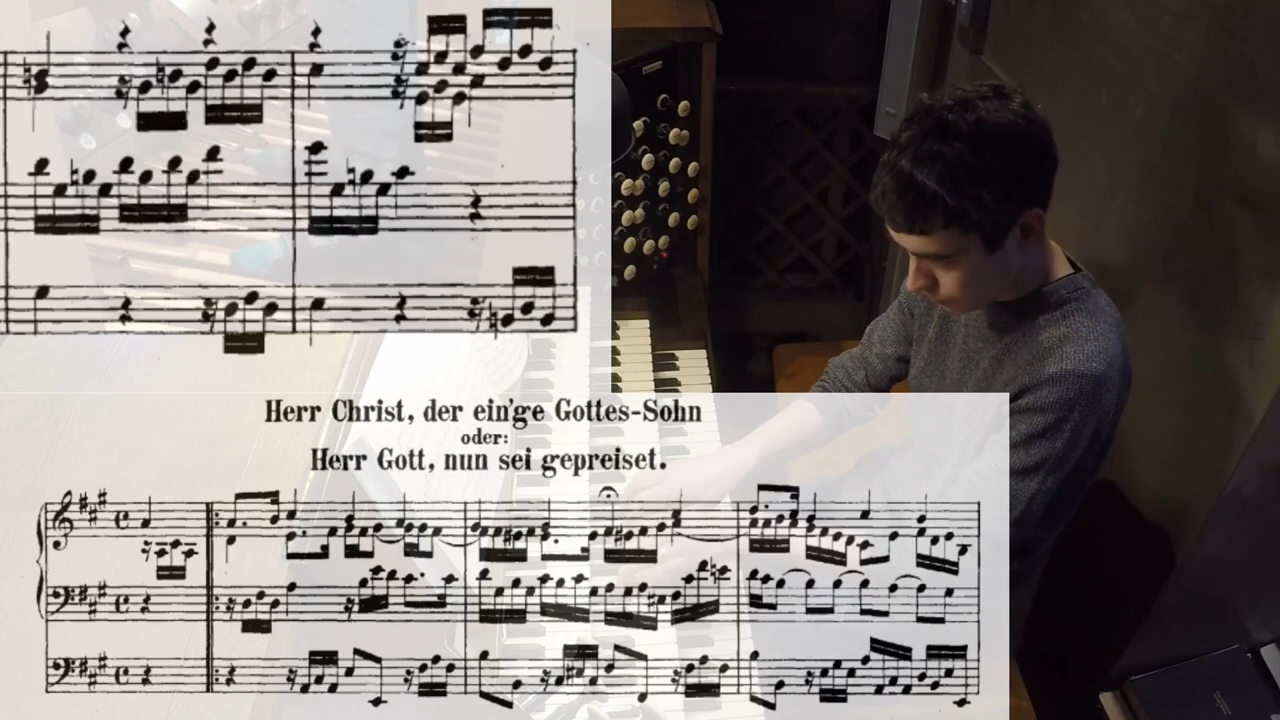 Herr Christ, der ein'ge Gottes-Sohn
oder:
Herr Gott, nun sei gepreiset.